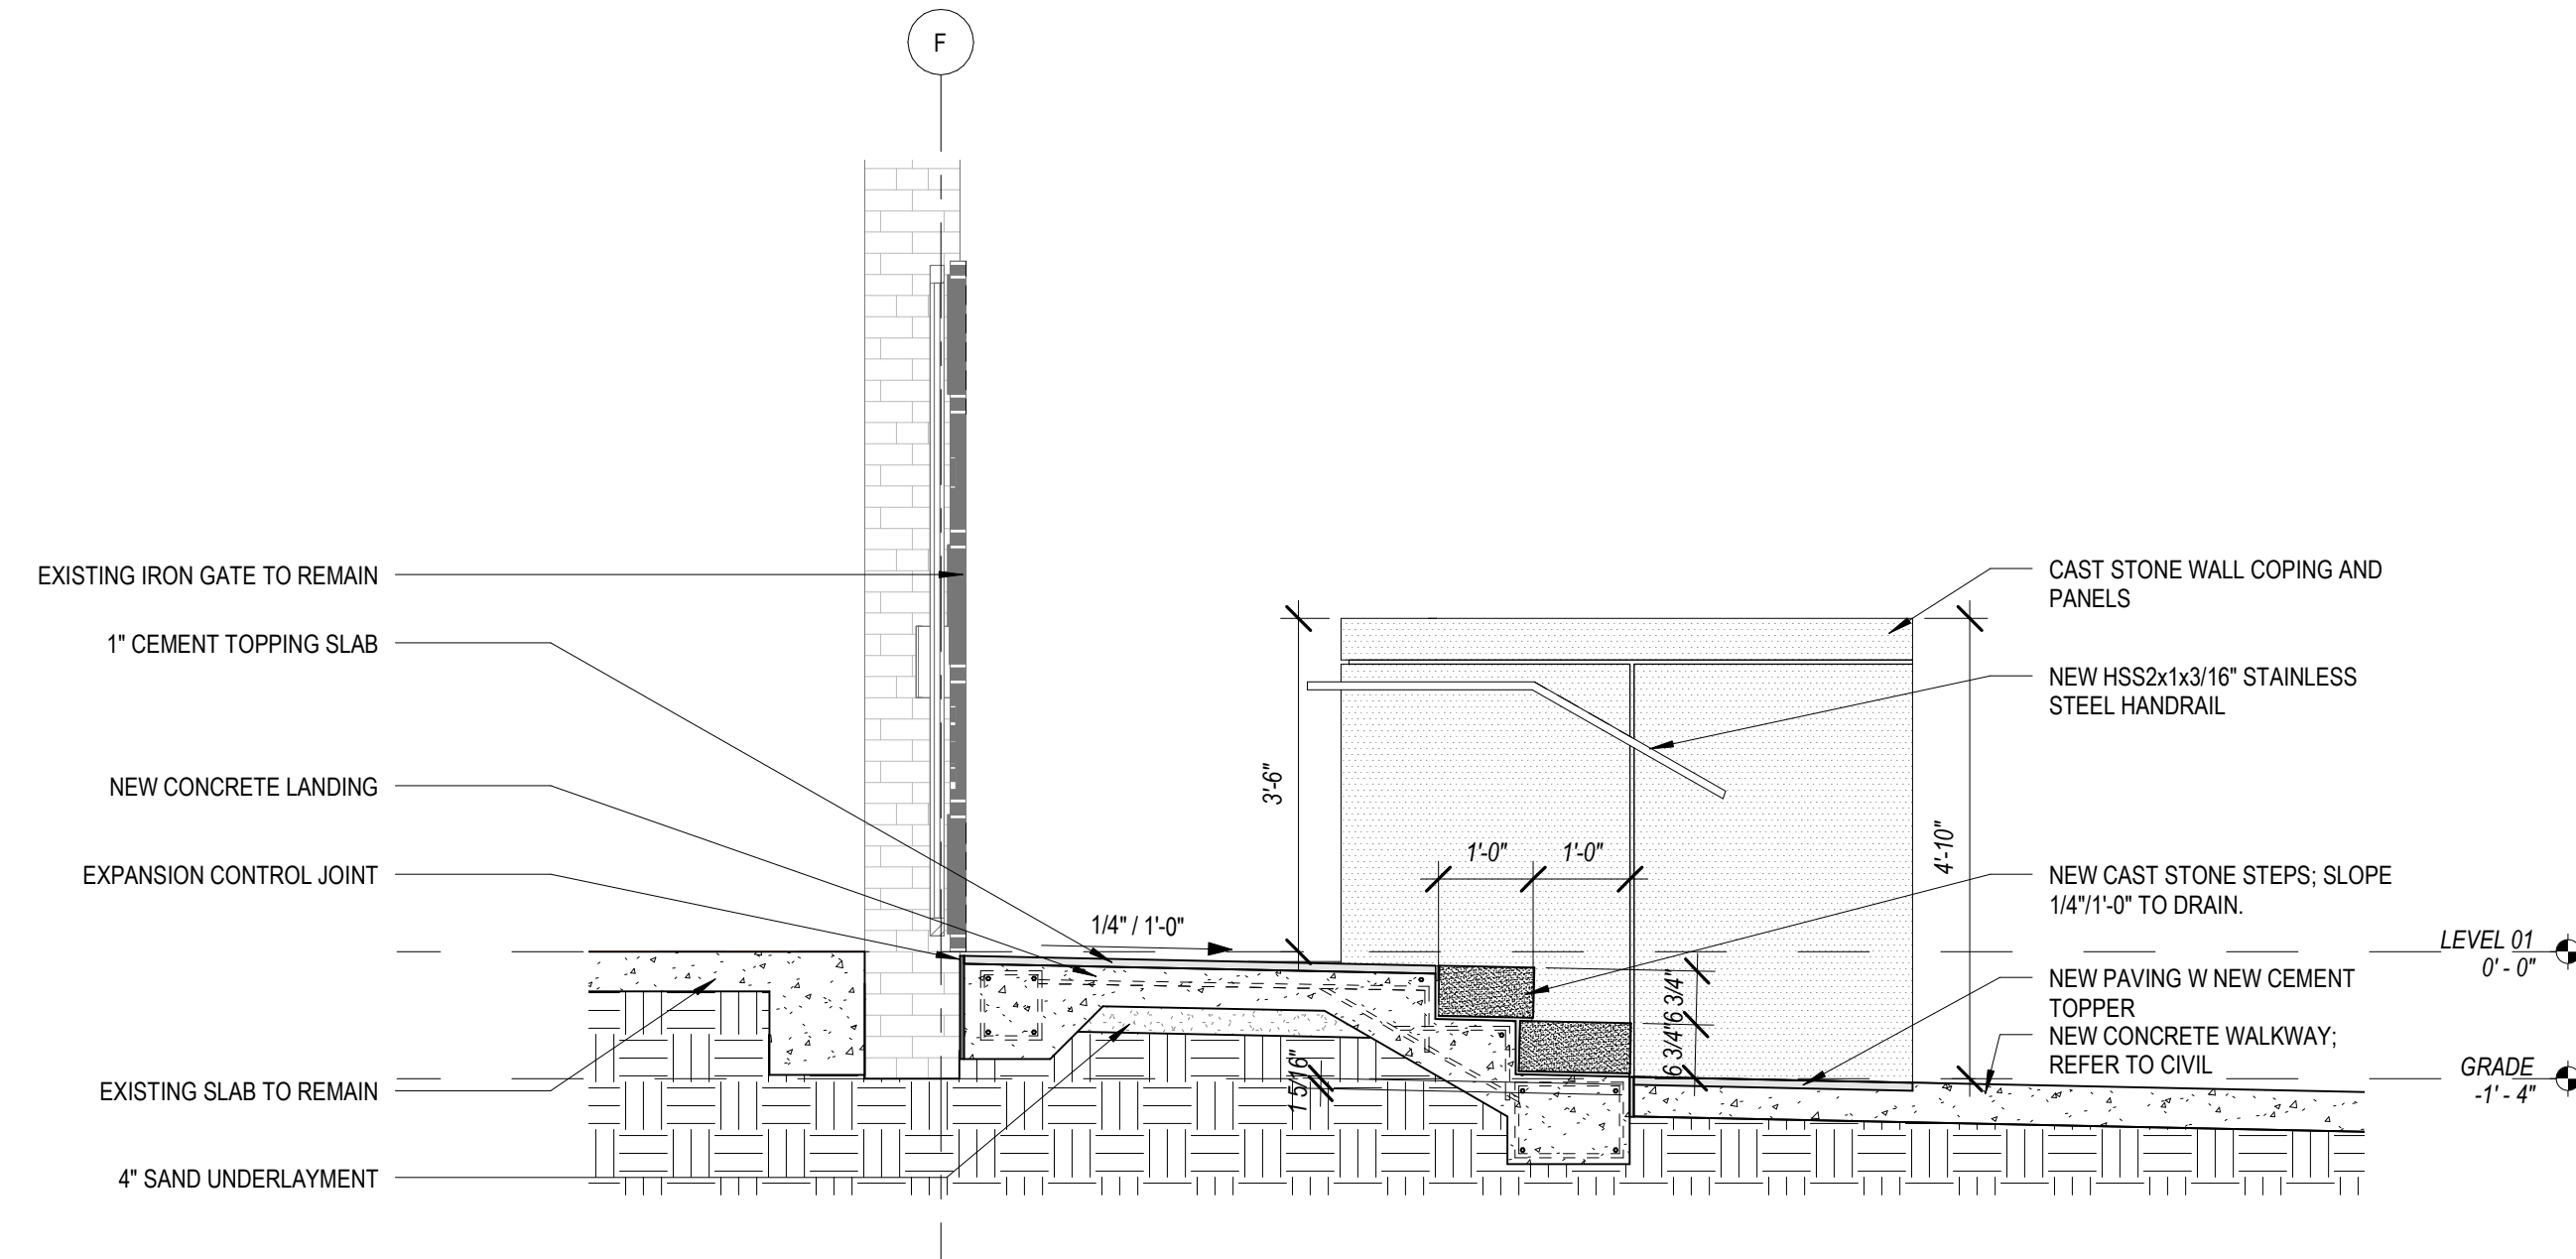 F
EXISTING IRON GATE TO REMAIN
1" CEMENT TOPPING SLAB
NEW CONCRETE LANDING
EXPANSION CONTROL JOINT
EXISTING SLAB TO REMAIN
4" SAND UNDERLAYMENT
1/4" / 1'-0"
3'-6"
1'-0"
1'-0"
6 3/4"
6 3/4"
1 5/16"
4'-10"
CAST STONE WALL COPING AND
PANELS
NEW HSS2x1x3/16" STAINLESS
STEEL HANDRAIL
NEW CAST STONE STEPS; SLOPE
1/4"/1'-0" TO DRAIN.
NEW PAVING W NEW CEMENT
TOPPER
NEW CONCRETE WALKWAY;
REFER TO CIVIL
LEVEL 01
0' - 0"
GRADE
-1' - 4"